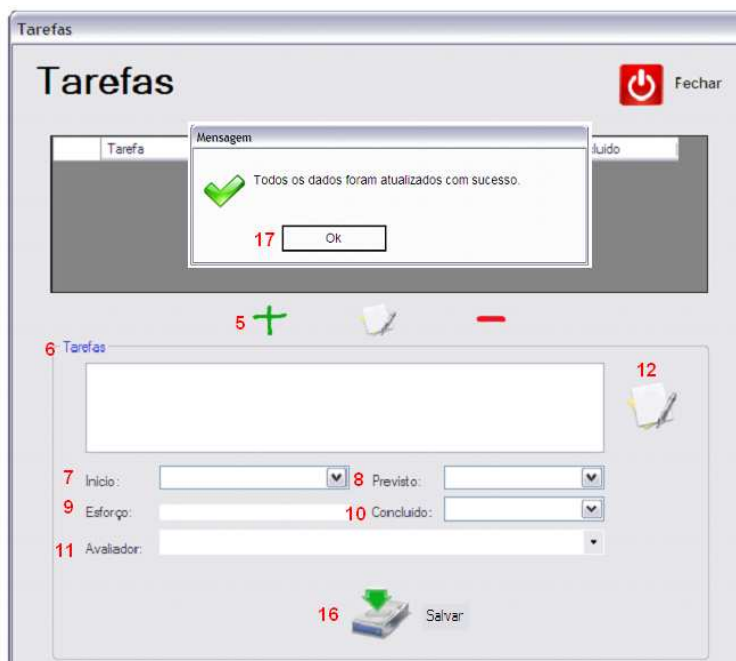 Tarefas
Tarefas
Fechar
Mensagem
Tarefa
Todos os dados foram atualizados com sucesso.
17 Ok
5
6 Tarefas
12
7 Inicio: 8 Previsto:
9 Esforço: 10 Concluido:
11 Avaliador:
16 Salvar